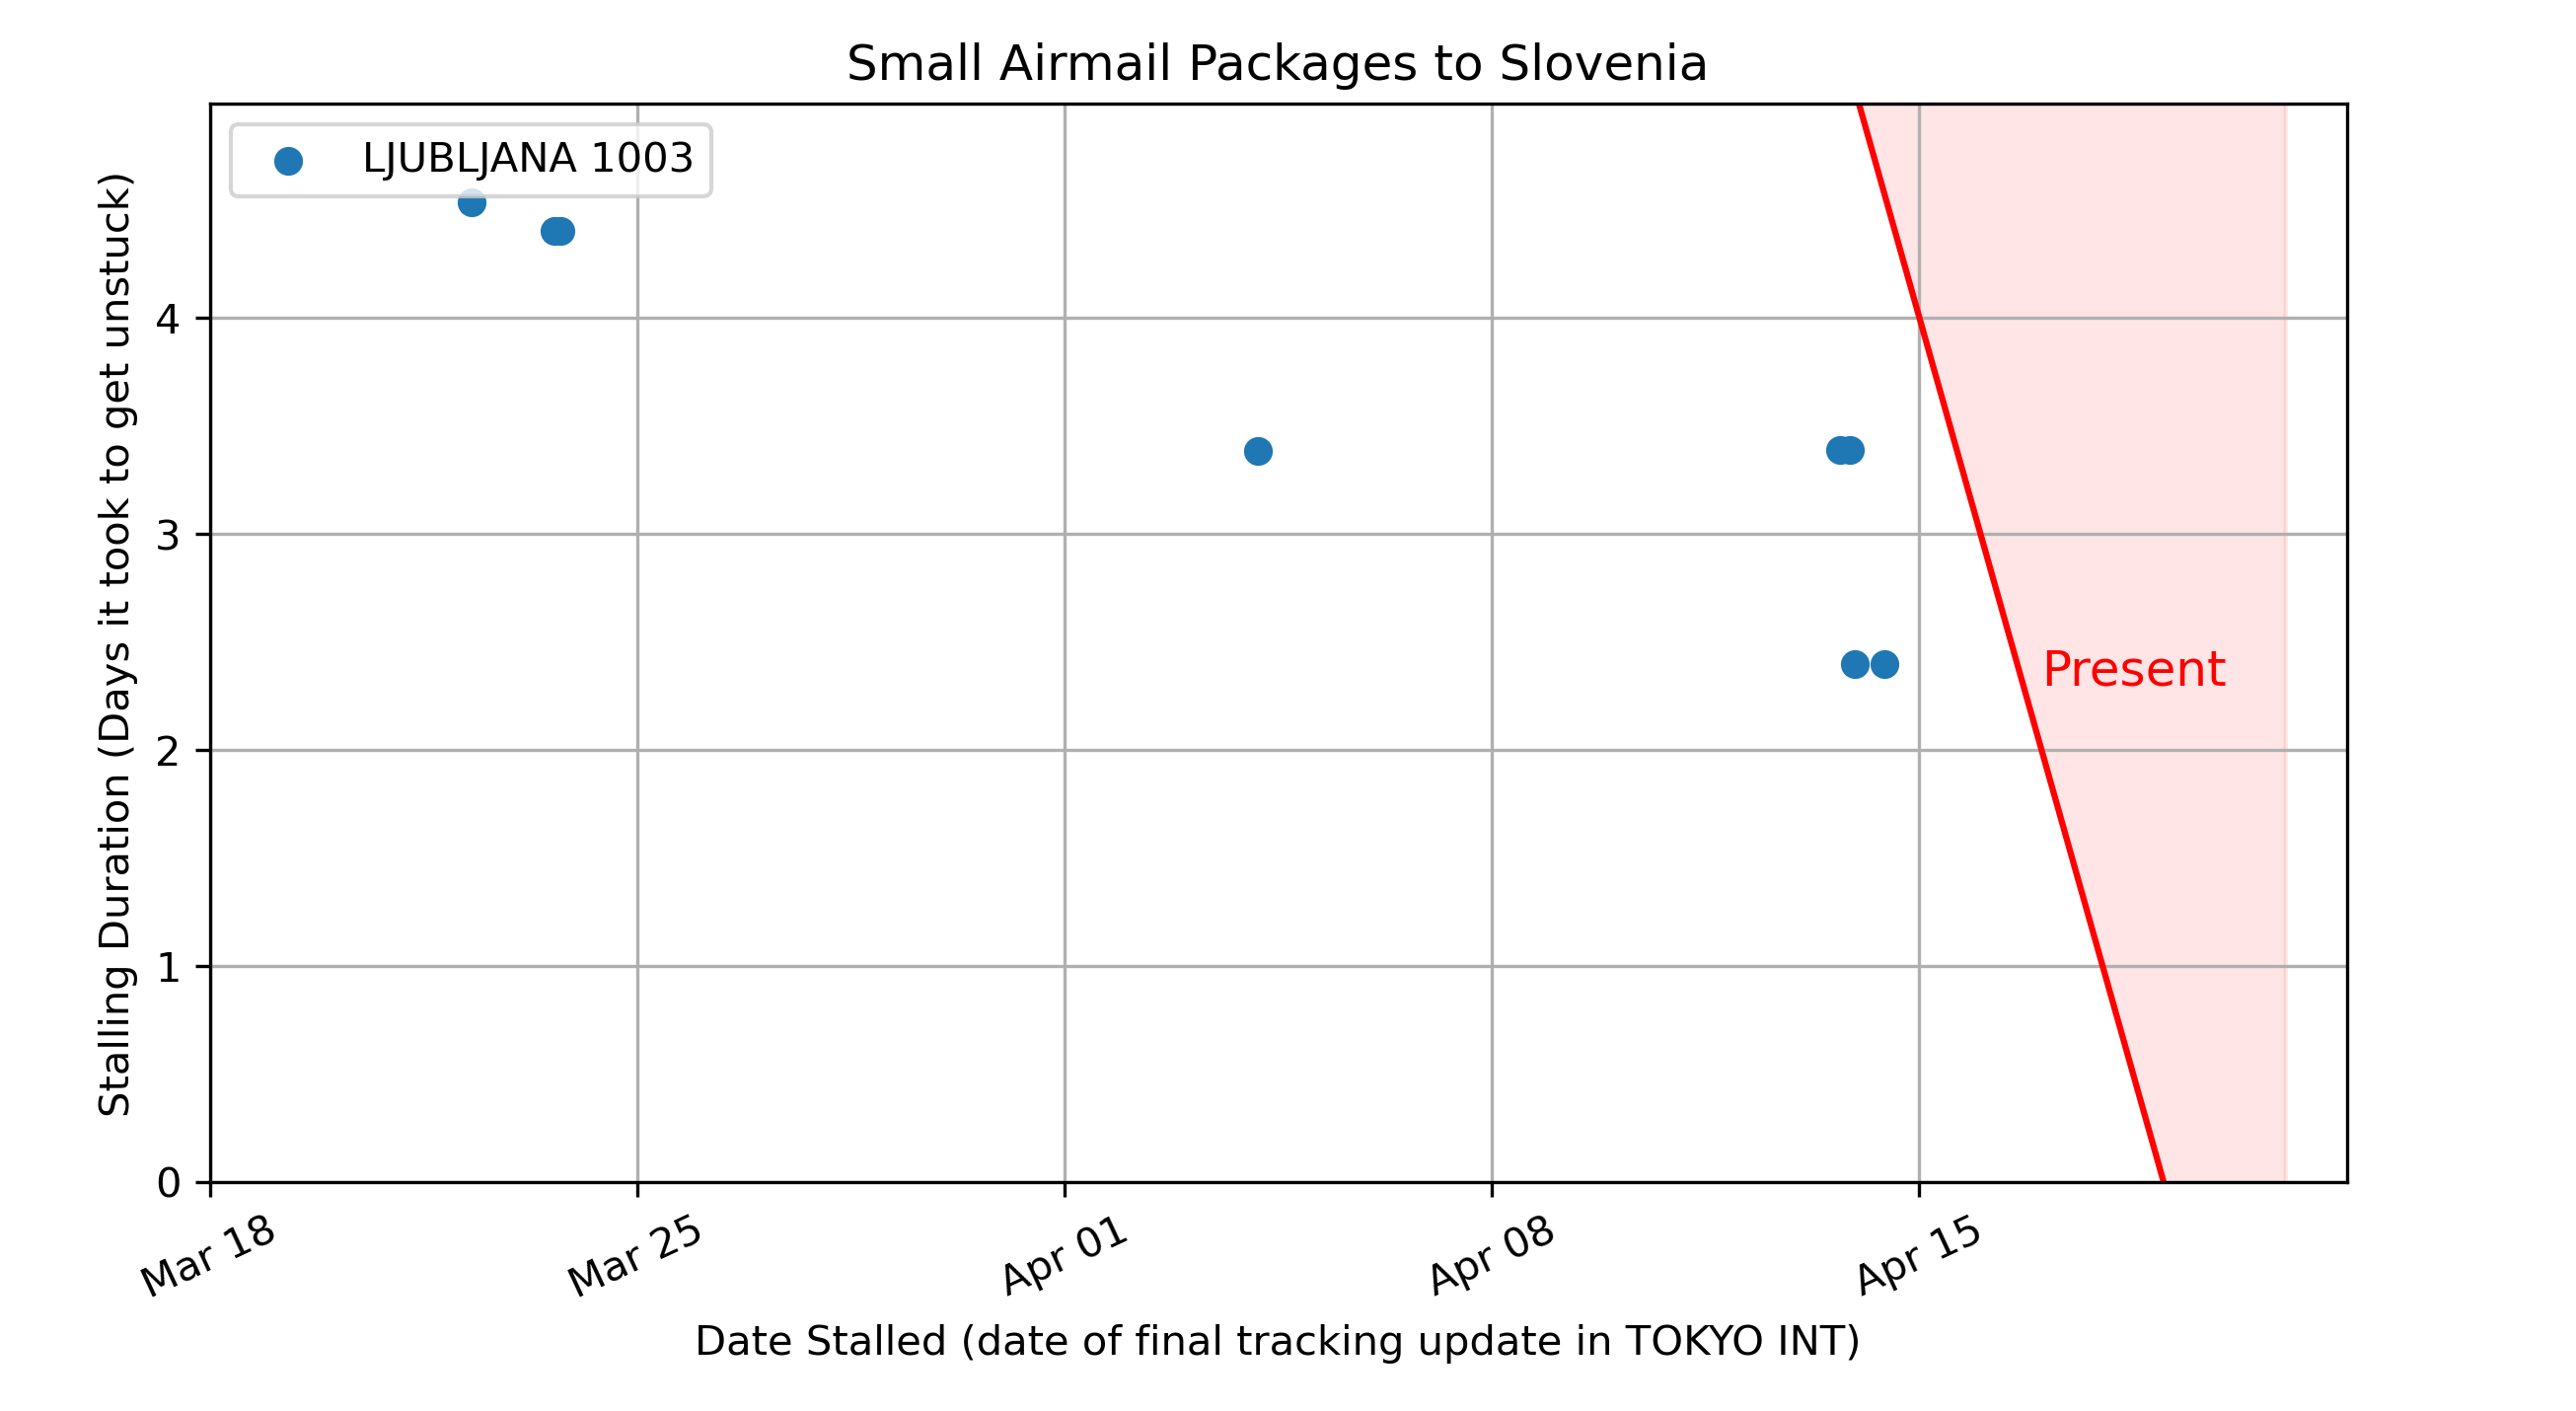 Small Airmail Packages to Slovenia
LJUBLJANA 1003
Stalling Duration (Days it took to get unstuck)
4
3
2
1
0
Present
Mar 18
Mar 25
Apr 01
Apr 08
Apr 15
Date Stalled (date of final tracking update in TOKYO INT)